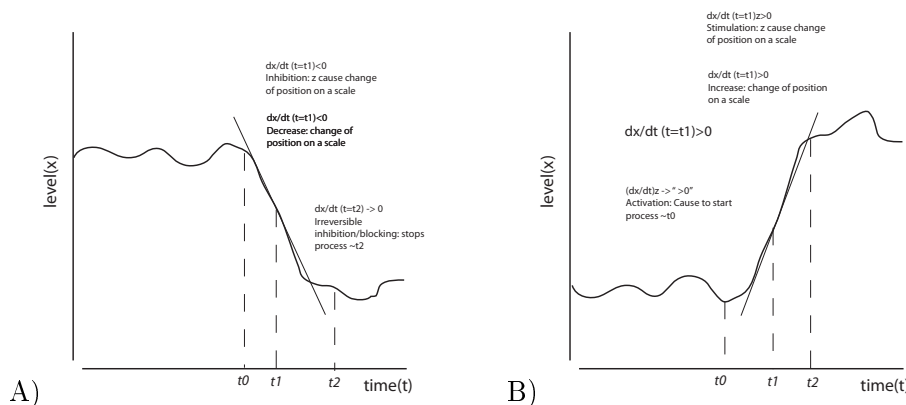 dx/dt (t=t1)<0
Inhibition: z cause change
of position on a scale
dx/dt (t=t1)<0
Decrease: change of
position on a scale
level(x)
dx/dt (t=t2) -> 0
Irreversible
inhibition/blocking: stops
process ~t2
t0
t1
t2
time(t)
A)
dx/dt (t=t1)z>0
Stimulation: z cause change
of position on a scale
dx/dt (t=t1)>0
Increase: change of position
on a scale
dx/dt (t=t1)>0
level(x)
(dx/dt)z -> " >0"
Activation: Cause to start
process ~t0
t0
t1
t2
time(t)
B)